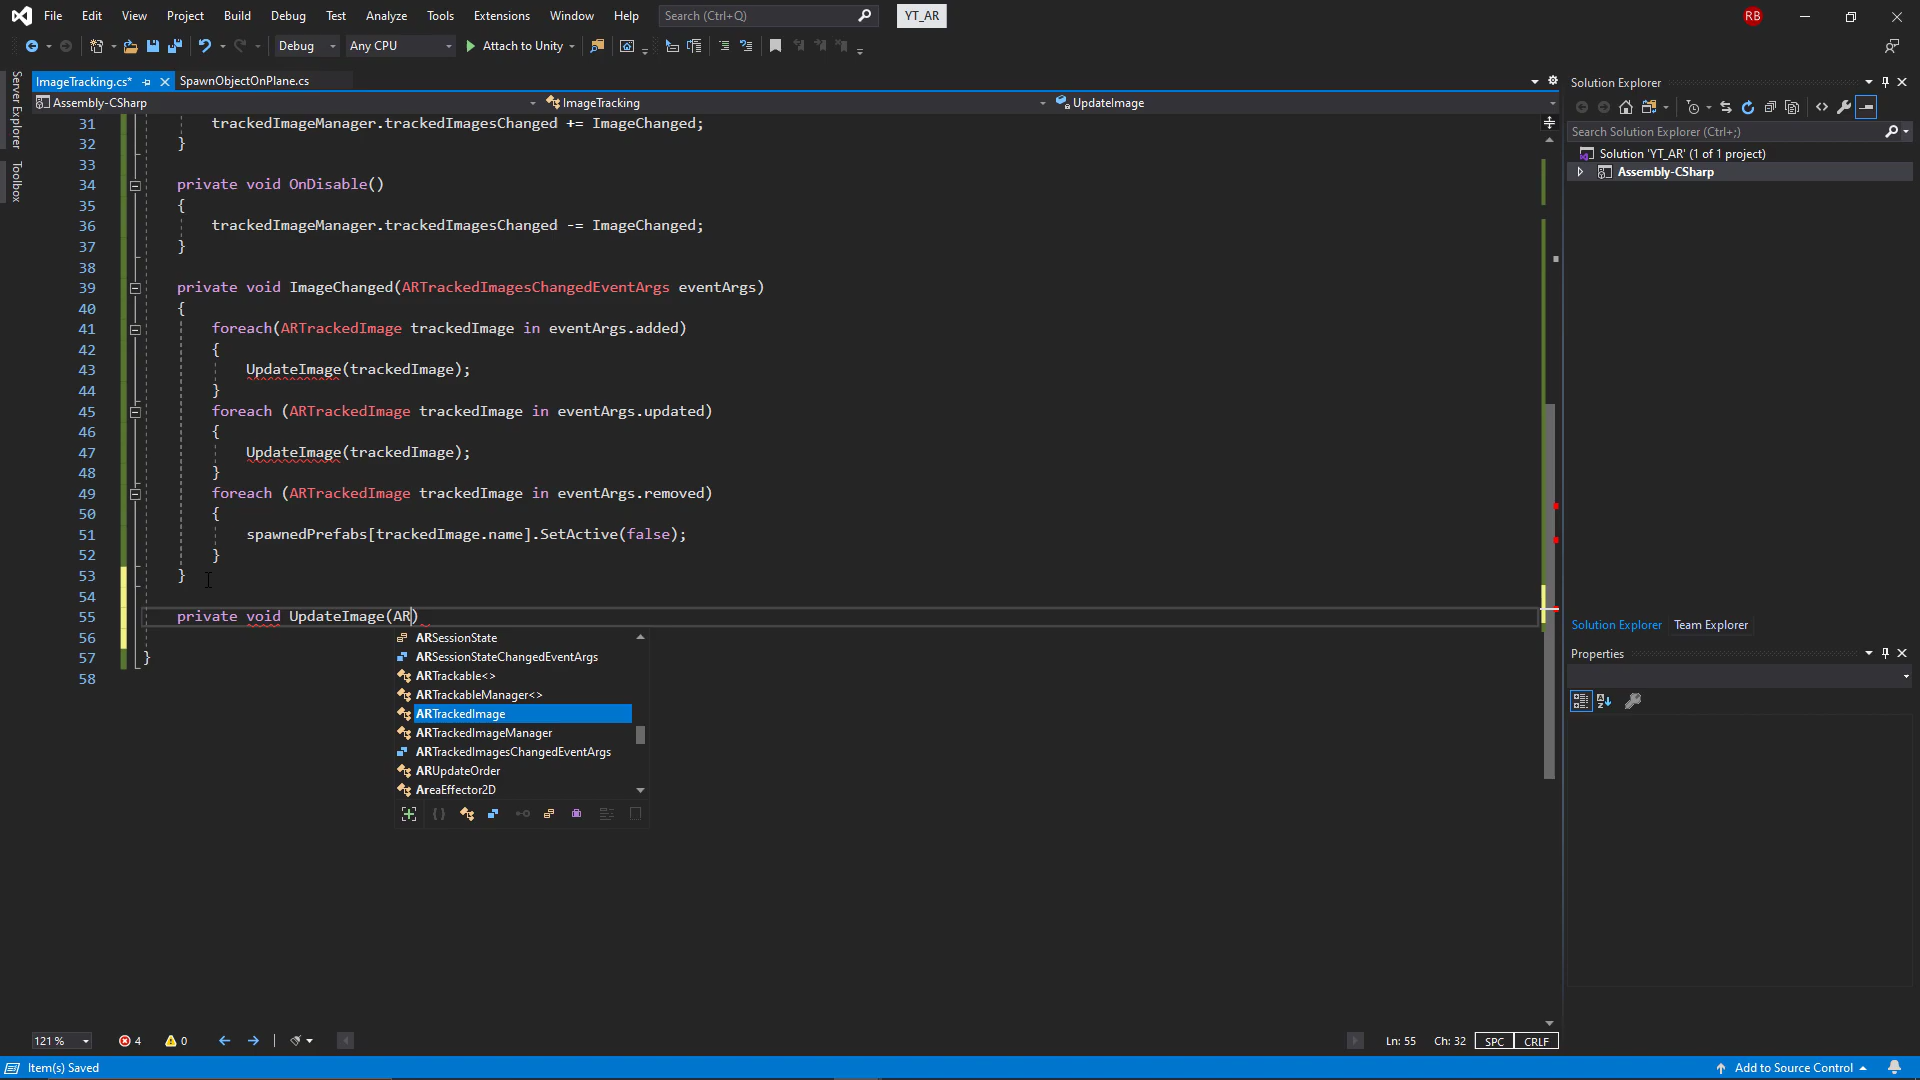 File Edit View Project Build Debug Test Analyze Tools Extensions Window Help Search (Ctrl+Q) YT_AR RB
Debug Any CPU Attach to Unity
ImageTracking.cs* SpawnObjectOnPlane.cs
Assembly-CSharp ImageTracking UpdateImage
Server Explorer
Toolbox
31 trackedImageManager.trackedImagesChanged += ImageChanged;
32 }
33
34 private void OnDisable()
35 {
36 trackedImageManager.trackedImagesChanged -= ImageChanged;
37 }
38
39 private void ImageChanged(ARTrackedImagesChangedEventArgs eventArgs)
40 {
41 foreach(ARTrackedImage trackedImage in eventArgs.added)
42 {
43 UpdateImage(trackedImage);
44 }
45 foreach (ARTrackedImage trackedImage in eventArgs.updated)
46 {
47 UpdateImage(trackedImage);
48 }
49 foreach (ARTrackedImage trackedImage in eventArgs.removed)
50 {
51 spawnedPrefabs[trackedImage.name].SetActive(false);
52 }
53 }
54
55 private void UpdateImage(AR)
56
57 }
58
ARSessionState
ARSessionStateChangedEventArgs
ARTrackable<>
ARTrackableManager<>
ARTrackedImage
ARTrackedImageManager
ARTrackedImagesChangedEventArgs
ARUpdateOrder
AreaEffector2D
Solution Explorer
Search Solution Explorer (Ctrl+;)
Solution 'YT_AR' (1 of 1 project)
Assembly-CSharp
Solution Explorer Team Explorer
Properties
121 % 4 0 Ln: 55 Ch: 32 SPC CRLF
Item(s) Saved Add to Source Control